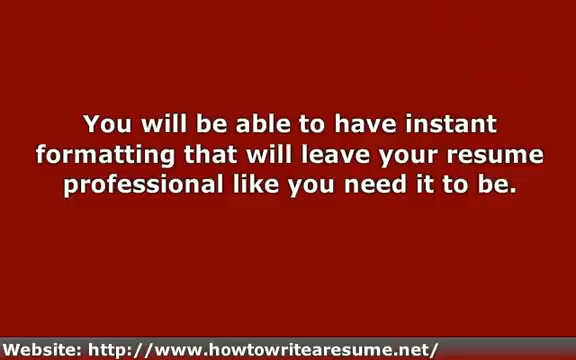 You will be able to have instant
formatting that will leave your resume
professional like you need it to be.
Website: http://www.howtowritearesume.net/